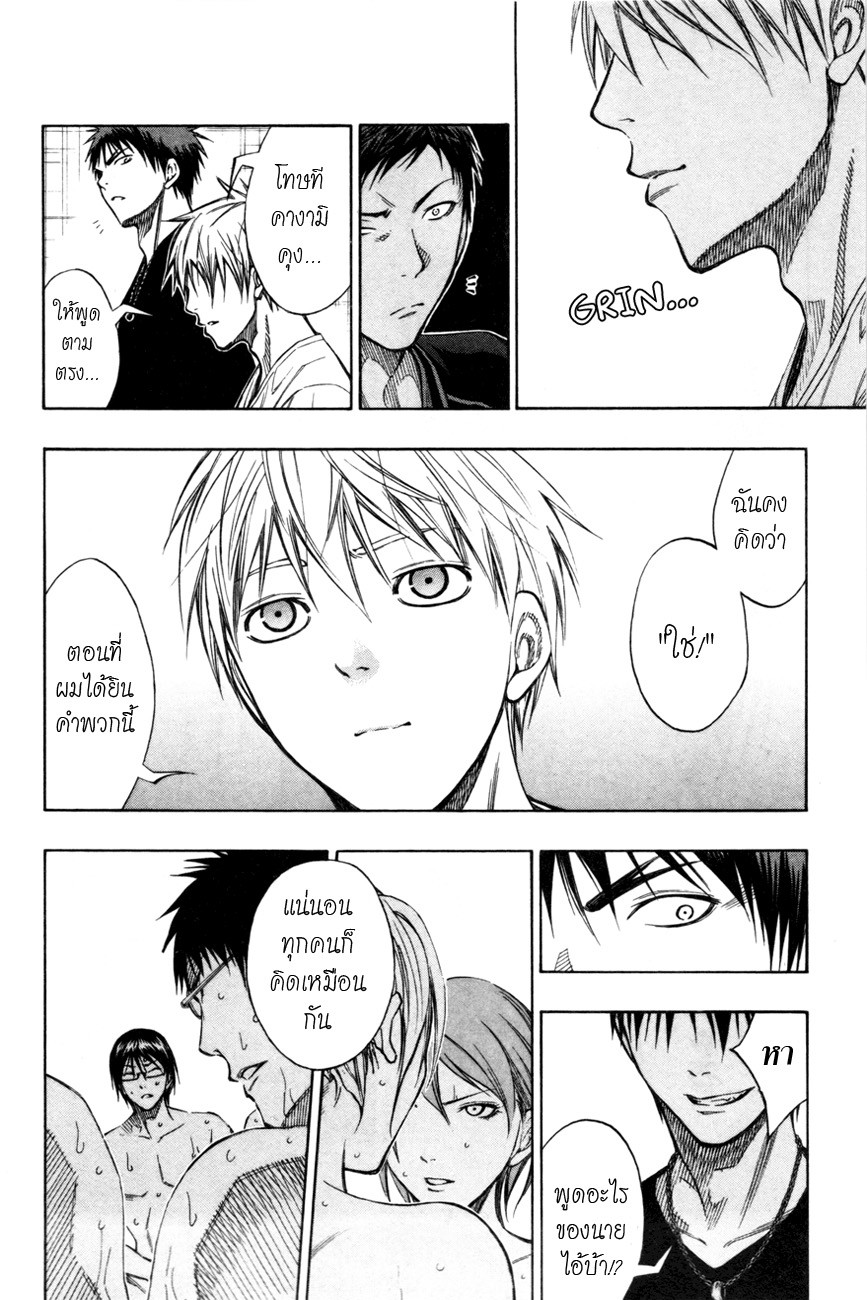 GRIN...
โทษที
คางามิ
คุง...
ให้พูด
ตาม
ตรง...
ฉันคง
คิดว่า
"ใช่!"
ตอนที่
ผมได้ยิน
คำพวกนี้
หา
พูดอะไร
ของนาย
ไอ้บ้า!?
แน่นอน
ทุกคนก็
คิดเหมือน
กัน